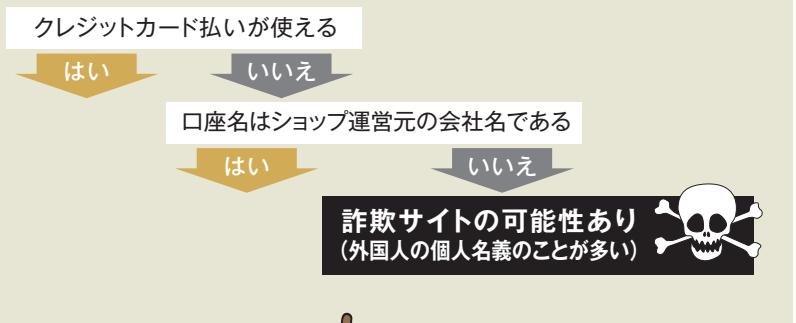 クレジットカード払いが使える
はい
いいえ
口座名はショップ運営元の会社名である
はい
いいえ
詐欺サイトの可能性あり
（外国人の個人名義のことが多い）